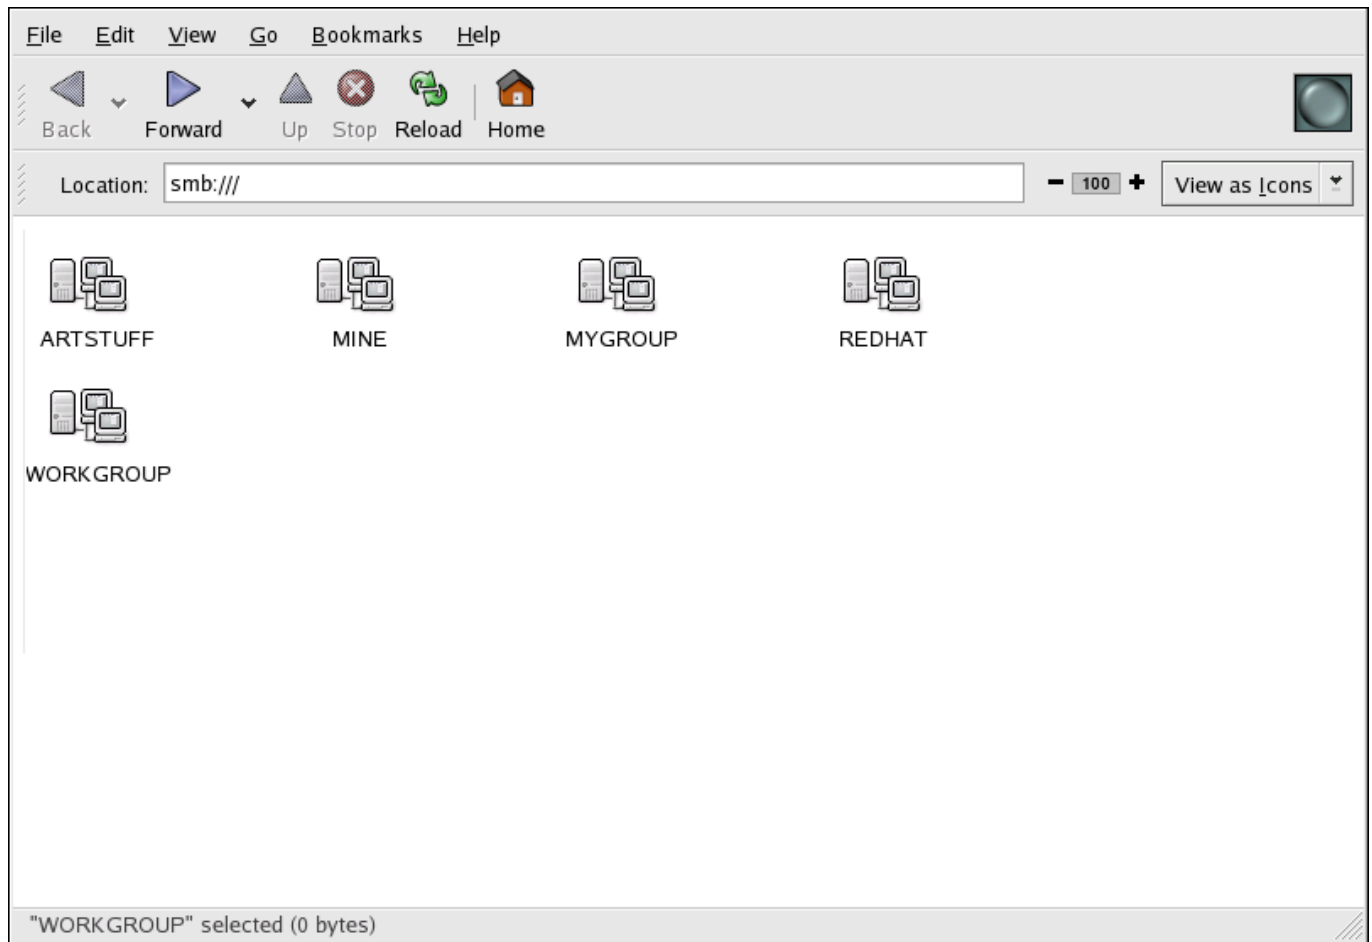 File Edit View Go Bookmarks Help
Back Forward Up Stop Reload Home
Location: smb:/// 100 View as Icons
ARTSTUFF MINE MYGROUP REDHAT
WORKGROUP
"WORKGROUP" selected (0 bytes)